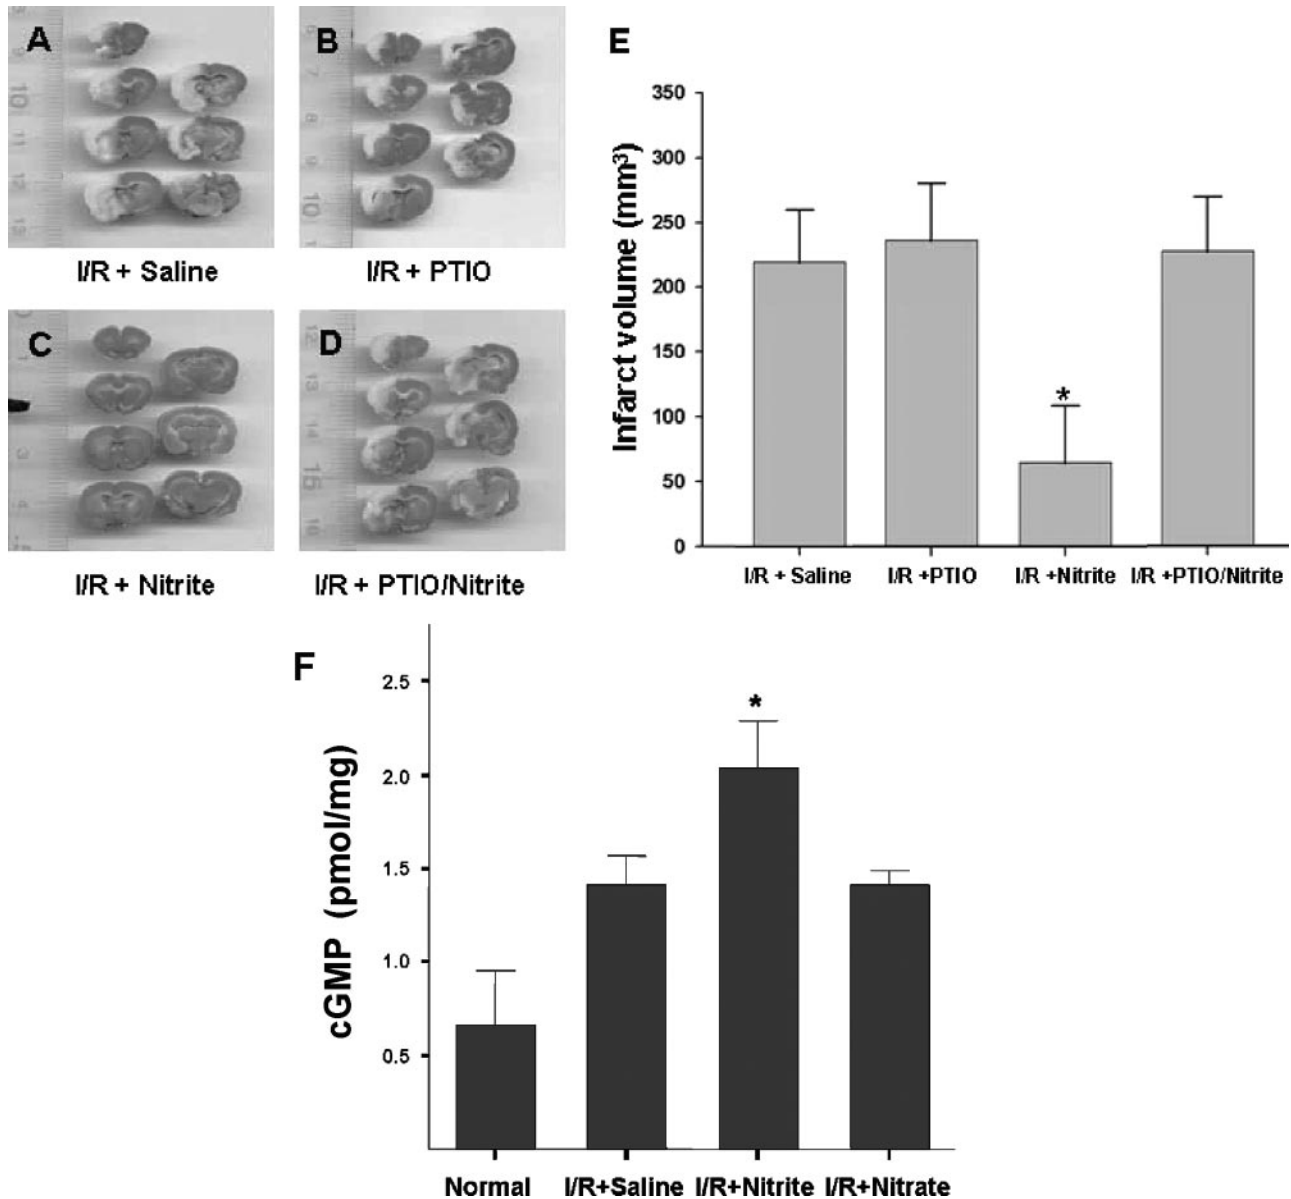 A
B
I/R + Saline
I/R + PTIO
C
D
I/R + Nitrite
I/R + PTIO/Nitrite
E
Infarct volume (mm³)
350
300
250
200
150
100
50
0
*
I/R + Saline
I/R +PTIO
I/R +Nitrite
I/R +PTIO/Nitrite
F
cGMP (pmol/mg)
2.5
2.0
1.5
1.0
0.5
*
Normal
I/R+Saline
I/R+Nitrite
I/R+Nitrate